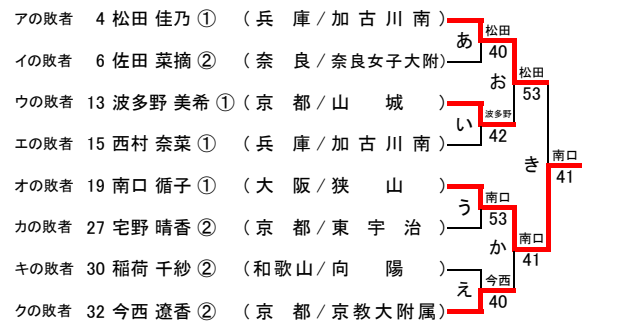 アの敗者 4 松田 佳乃 ① (兵 庫/加古川南)
イの敗者 6 佐田 菜摘 ② (奈 良/奈良女子大附)
ウの敗者 13 波多野 美希 ① (京 都/山 城)
エの敗者 15 西村 奈菜 ① (兵 庫/加古川南)
オの敗者 19 南口 循子 ① (大 阪/狭 山)
カの敗者 27 宅野 晴香 ② (京 都/東 宇 治)
キの敗者 30 稲荷 千紗 ② (和歌山/向 陽)
クの敗者 32 今西 遼香 ② (京 都/京教大附属)
あ
松田
40
い
波多野
42
う
南口
53
え
今西
40
お
松田
53
か
南口
41
き
南口
41